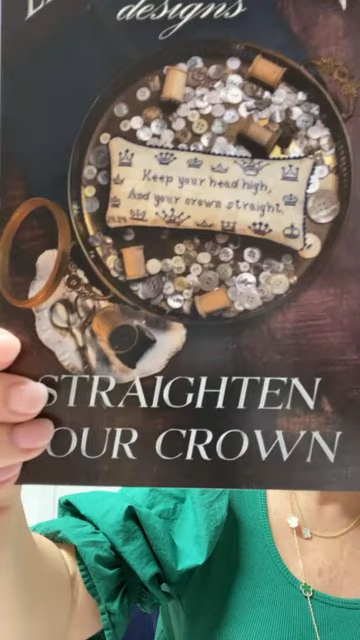 designs
Keep your head high,
And your crown straight.
STRAIGHTEN
OUR CROWN